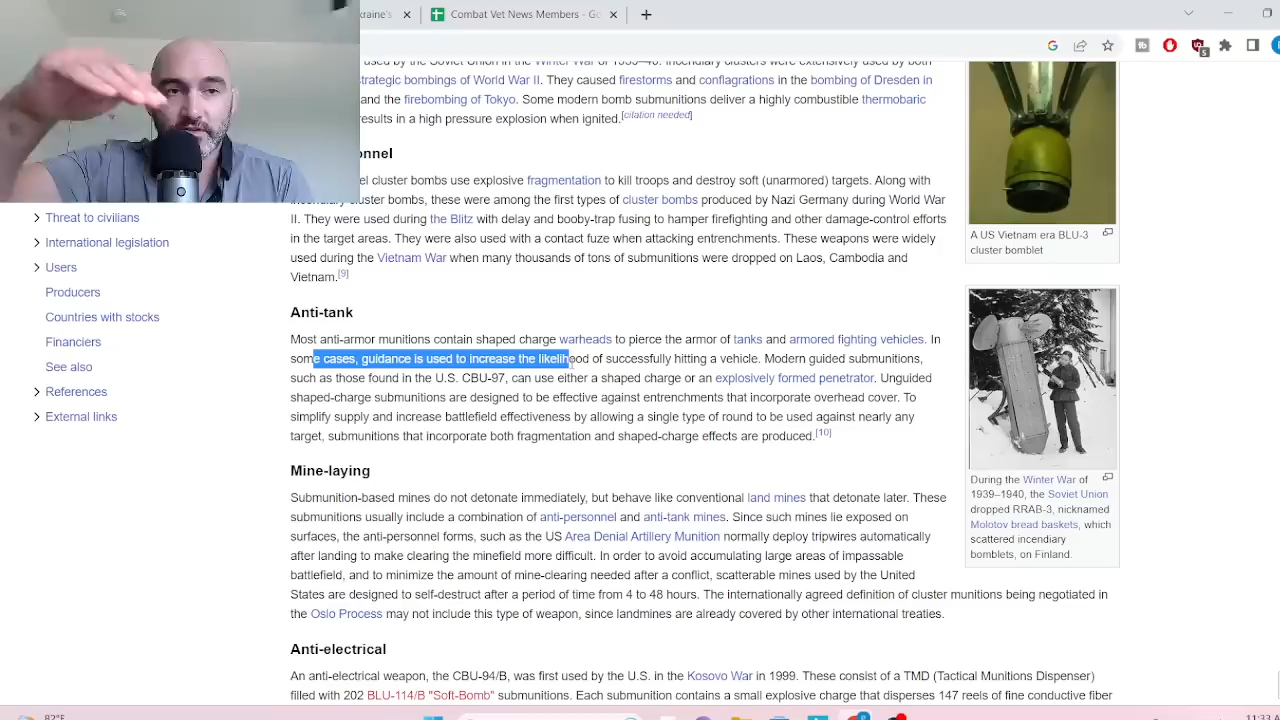 kraine's
Combat Vet News Members - Go
trategic bombings of World War II. They caused firestorms and conflagrations in the bombing of Dresden in
and the firebombing of Tokyo. Some modern bomb submunitions deliver a highly combustible thermobaric
esults in a high pressure explosion when ignited.[citation needed]
nnel
el cluster bombs use explosive fragmentation to kill troops and destroy soft (unarmored) targets. Along with
incendiary cluster bombs, these were among the first types of cluster bombs produced by Nazi Germany during World War
II. They were used during the Blitz with delay and booby-trap fusing to hamper firefighting and other damage-control efforts
in the target areas. They were also used with a contact fuze when attacking entrenchments. These weapons were widely
used during the Vietnam War when many thousands of tons of submunitions were dropped on Laos, Cambodia and
Vietnam.[9]
Anti-tank
Most anti-armor munitions contain shaped charge warheads to pierce the armor of tanks and armored fighting vehicles. In
some cases, guidance is used to increase the likelihood of successfully hitting a vehicle. Modern guided submunitions,
such as those found in the U.S. CBU-97, can use either a shaped charge or an explosively formed penetrator. Unguided
shaped-charge submunitions are designed to be effective against entrenchments that incorporate overhead cover. To
simplify supply and increase battlefield effectiveness by allowing a single type of round to be used against nearly any
target, submunitions that incorporate both fragmentation and shaped-charge effects are produced.[10]
Mine-laying
Submunition-based mines do not detonate immediately, but behave like conventional land mines that detonate later. These
submunitions usually include a combination of anti-personnel and anti-tank mines. Since such mines lie exposed on
surfaces, the anti-personnel forms, such as the US Area Denial Artillery Munition normally deploy tripwires automatically
after landing to make clearing the minefield more difficult. In order to avoid accumulating large areas of impassable
battlefield, and to minimize the amount of mine-clearing needed after a conflict, scatterable mines used by the United
States are designed to self-destruct after a period of time from 4 to 48 hours. The internationally agreed definition of cluster munitions being negotiated in
the Oslo Process may not include this type of weapon, since landmines are already covered by other international treaties.
Anti-electrical
An anti-electrical weapon, the CBU-94/B, was first used by the U.S. in the Kosovo War in 1999. These consist of a TMD (Tactical Munitions Dispenser)
filled with 202 BLU-114/B "Soft-Bomb" submunitions. Each submunition contains a small explosive charge that disperses 147 reels of fine conductive fiber
Threat to civilians
International legislation
Users
Producers
Countries with stocks
Financiers
See also
References
External links
A US Vietnam era BLU-3
cluster bomblet
During the Winter War of
1939–1940, the Soviet Union
dropped RRAB-3, nicknamed
Molotov bread baskets, which
scattered incendiary
bomblets, on Finland.